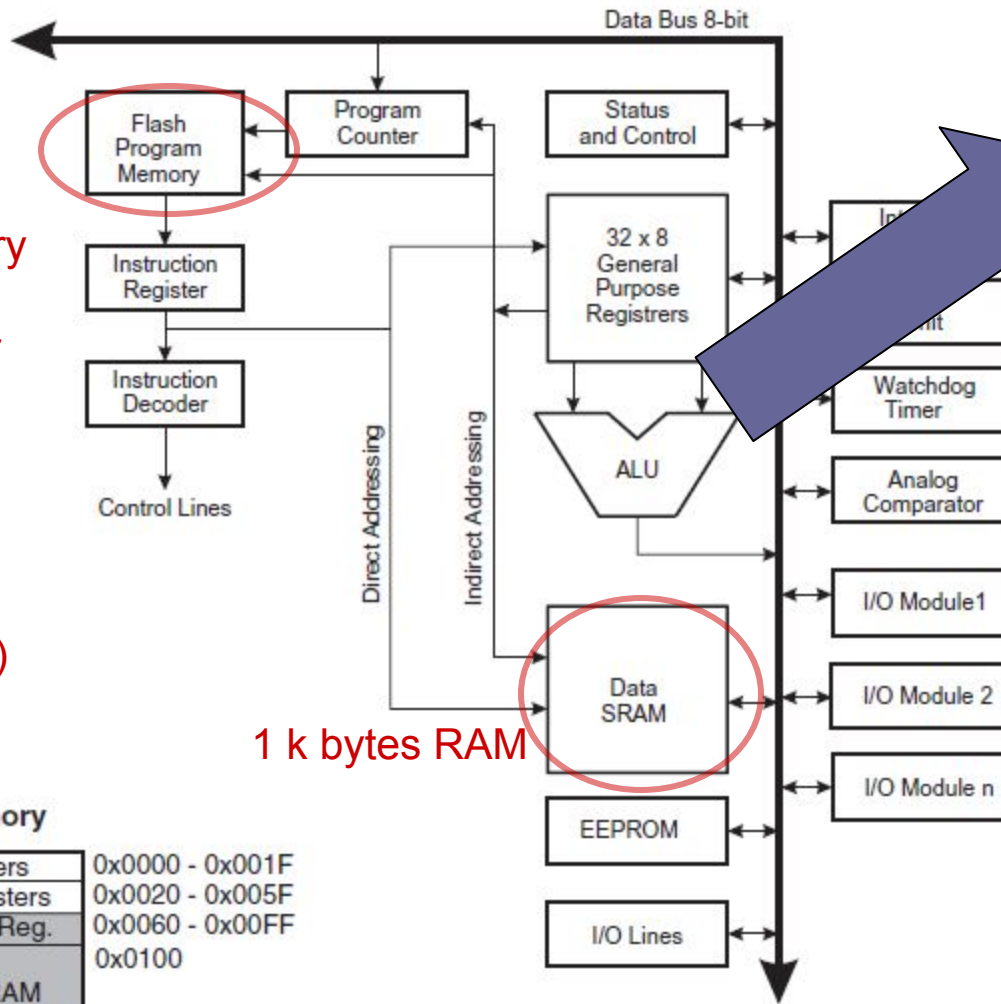 Data Bus 8-bit
Flash
Program
Memory
Program
Counter
Status
and Control
32 x 8
General
Purpose
Registrers
Instruction
Register
Instruction
Decoder
Control Lines
Direct Addressing
Indirect Addressing
ALU
Watchdog
Timer
Analog
Comparator
I/O Module1
I/O Module 2
I/O Module n
Data
SRAM
1 k bytes RAM
EEPROM
I/O Lines
0x0000 - 0x001F
0x0020 - 0x005F
Reg.
0x0060 - 0x00FF
0x0100